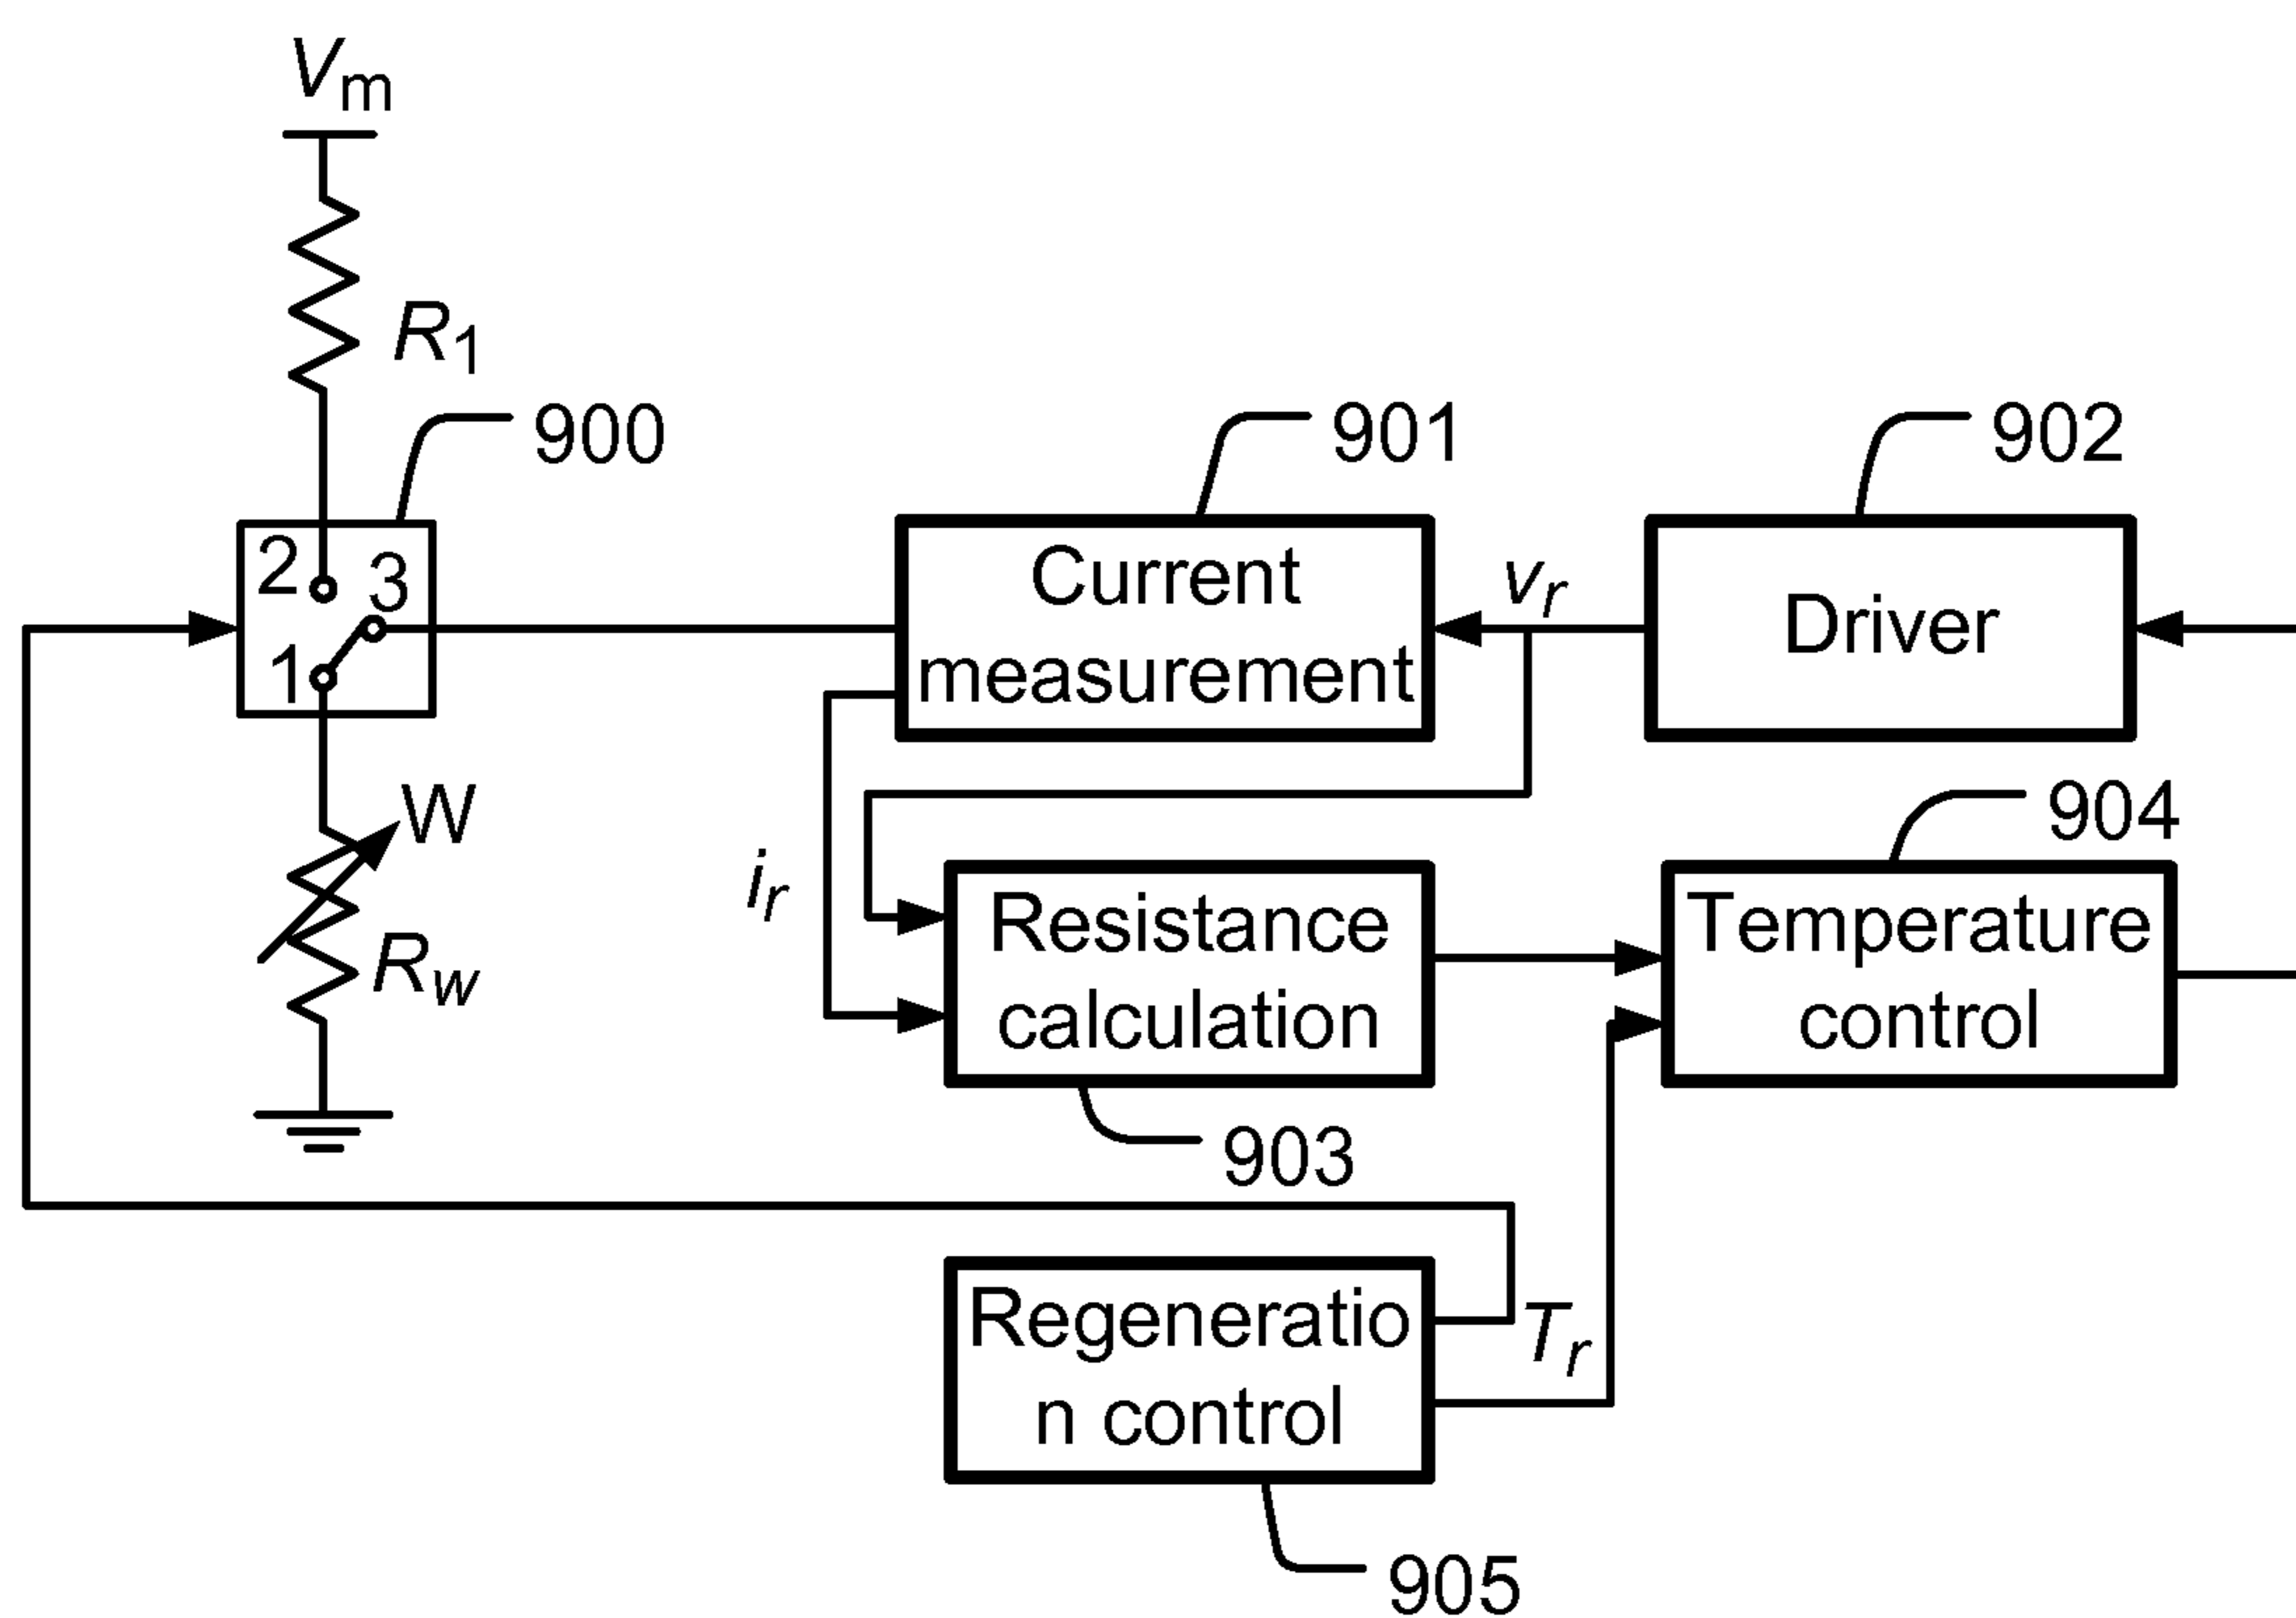 Vm
R1
900
901
902
2
3
1
Current
measurement
vr
Driver
W
Rw
ir
904
Resistance
calculation
Temperature
control
903
Regeneratio
n control
Tr
905